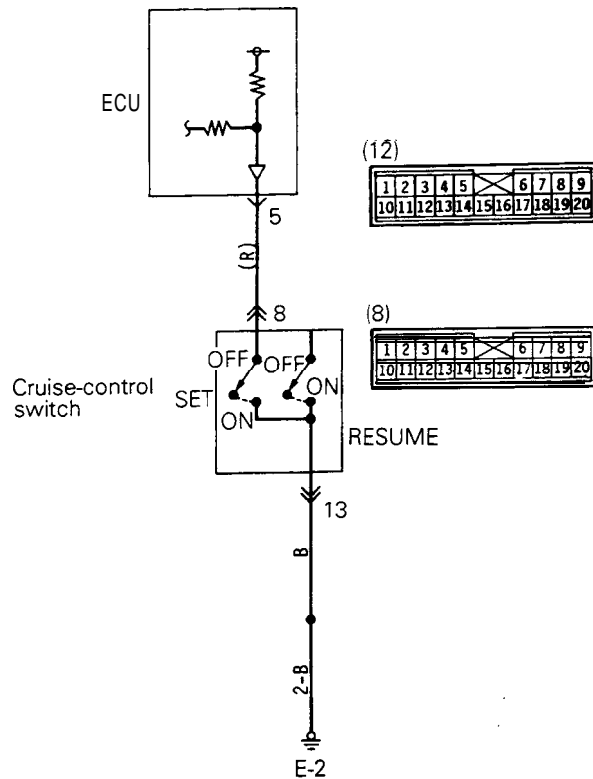 ECU
5
(R)
8
(12)
1 2 3 4 5 6 7 8 9
10 11 12 13 14 15 16 17 18 19 20
(8)
1 2 3 4 5 6 7 8 9
10 11 12 13 14 15 16 17 18 19 20
OFF OFF
Cruise-control
switch
SET ON
ON
RESUME
13
B
2-B
E-2